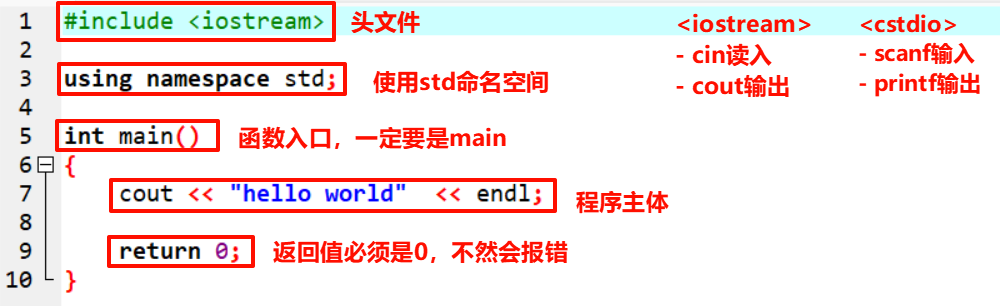 1 #include <iostream> 头文件 <iostream> <cstdio>
2 - cin读入 - scanf输入
3 using namespace std; 使用std命名空间 - cout输出 - printf输出
4
5 int main() 函数入口，一定要是main
6 {
7 cout << "hello world" << endl; 程序主体
8
9 return 0; 返回值必须是0，不然会报错
10 }